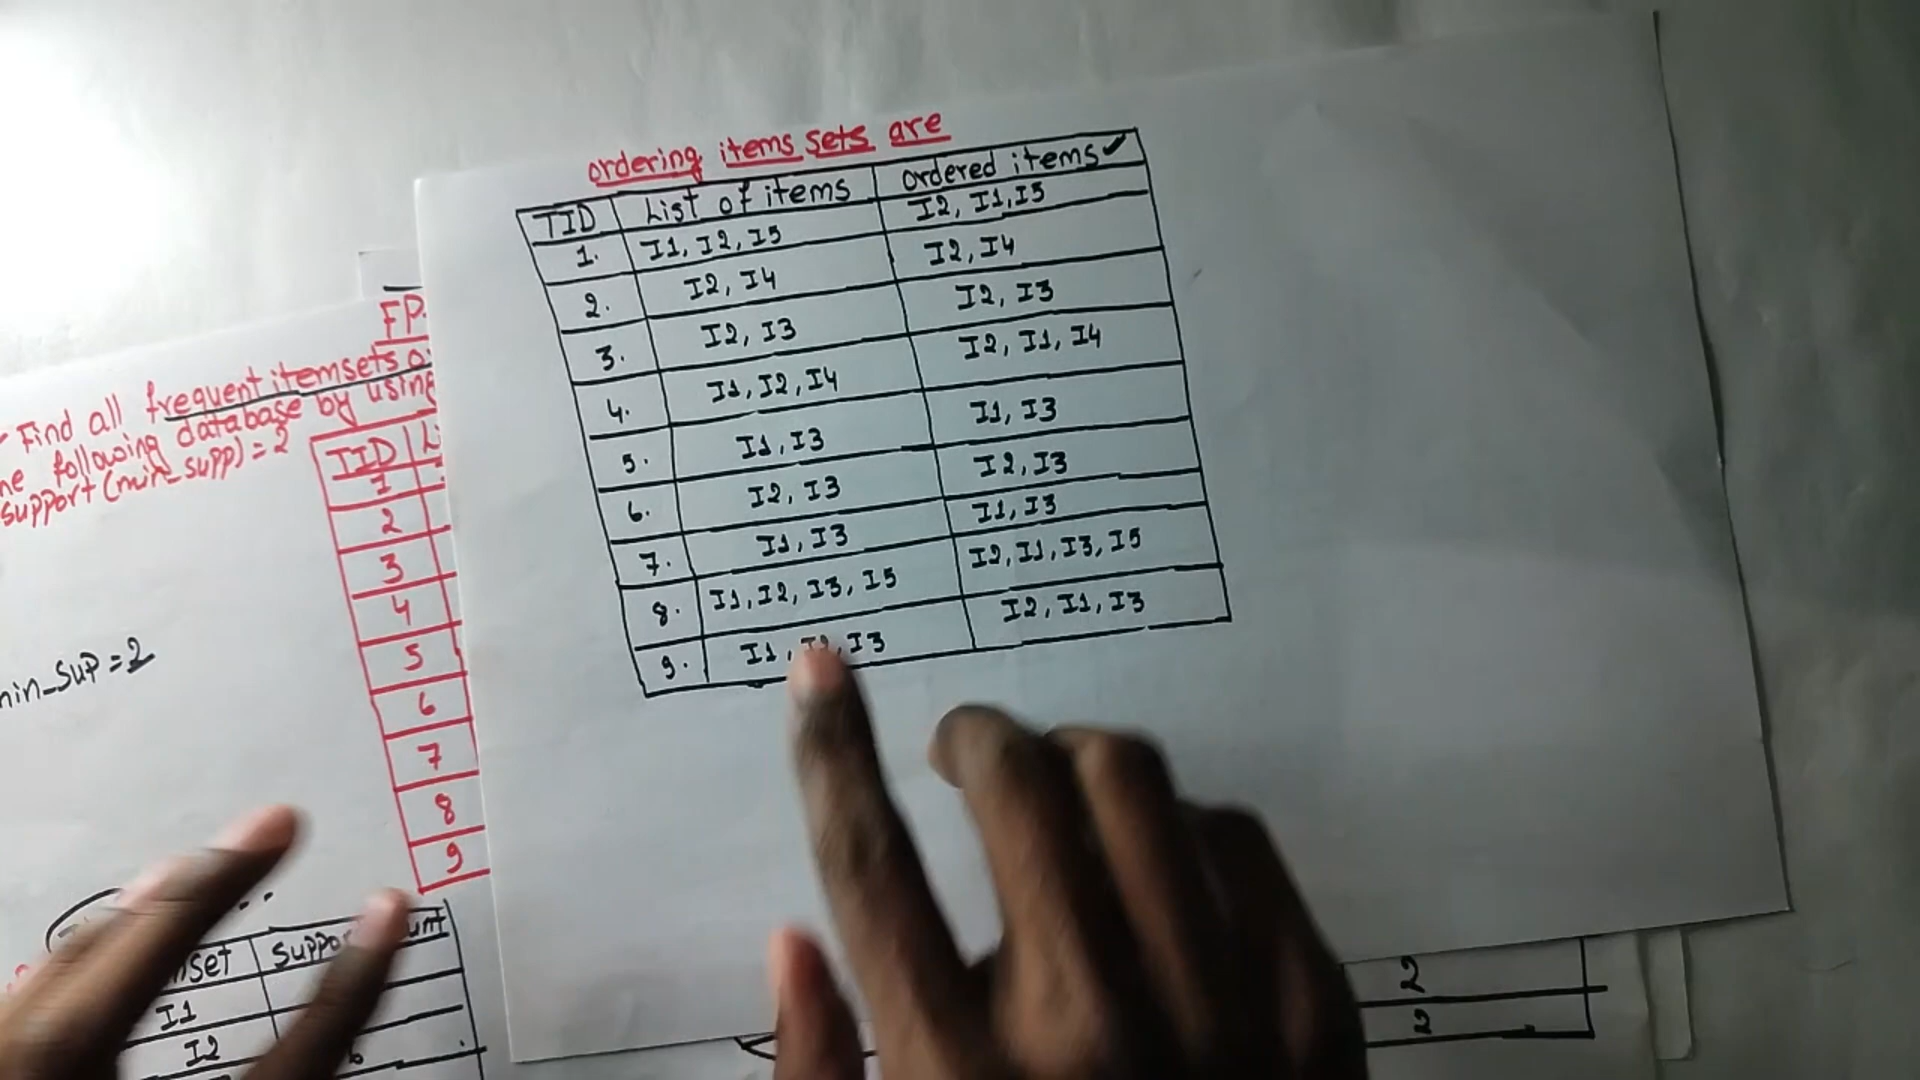 ordering items sets are
TID List of items ordered items✓
1. I1, I2, I5 I2, I1, I5
2. I2, I4 I2, I4
3. I2, I3 I2, I3
4. I1, I2, I4 I2, I1, I4
5. I1, I3 I1, I3
6. I2, I3 I2, I3
7. I1, I3 I1, I3
8. I1, I2, I3, I5 I2, I1, I3, I5
9. I1, I2, I3 I2, I1, I3
FP-
Find all frequent itemsets
following database by using
support (min_supp) = 2
TID
1
2
3
4
5
6
7
8
9
min_sup = 2
I1
I2
2
2